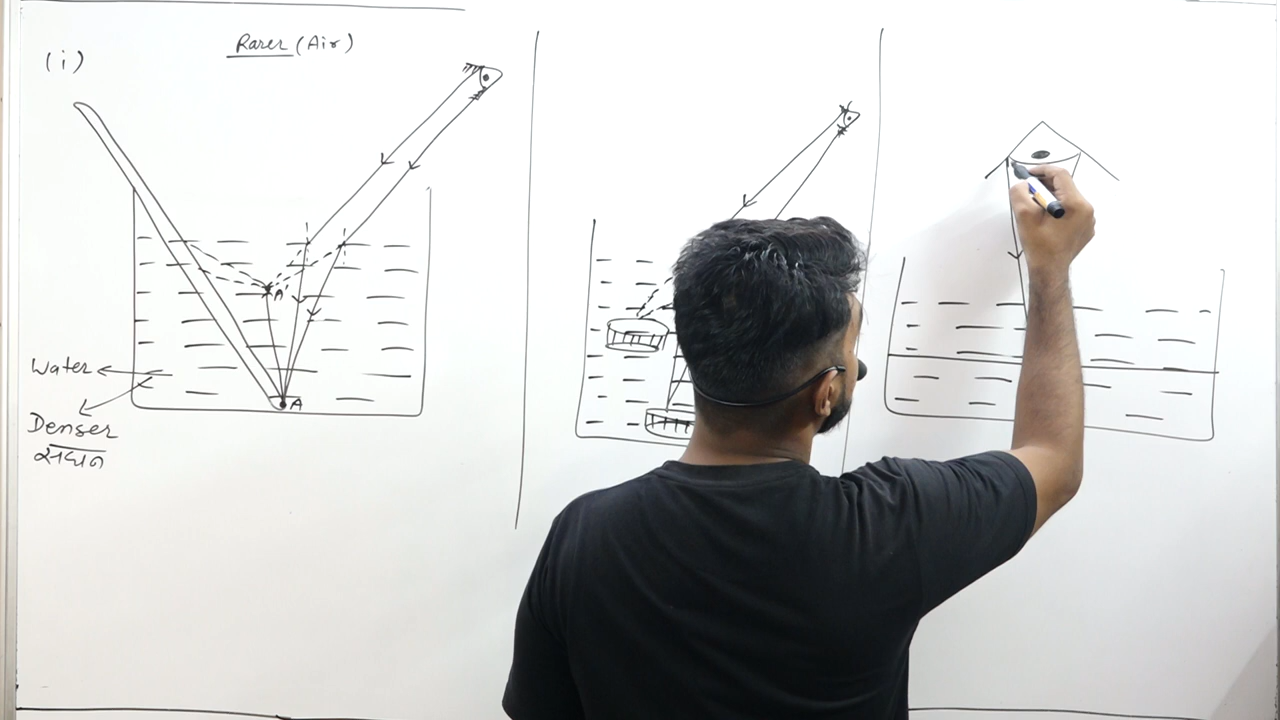 (i)
Rarer (Air)
A
Water
A
Denser
सघन